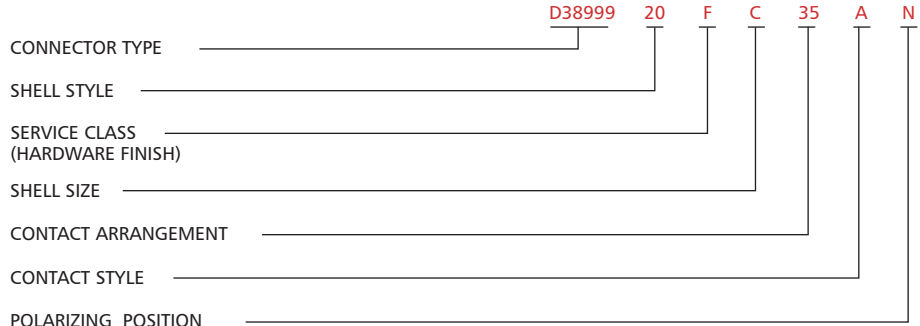 D38999 20 F C 35 A N
CONNECTOR TYPE
SHELL STYLE
SERVICE CLASS
(HARDWARE FINISH)
SHELL SIZE
CONTACT ARRANGEMENT
CONTACT STYLE
POLARIZING POSITION